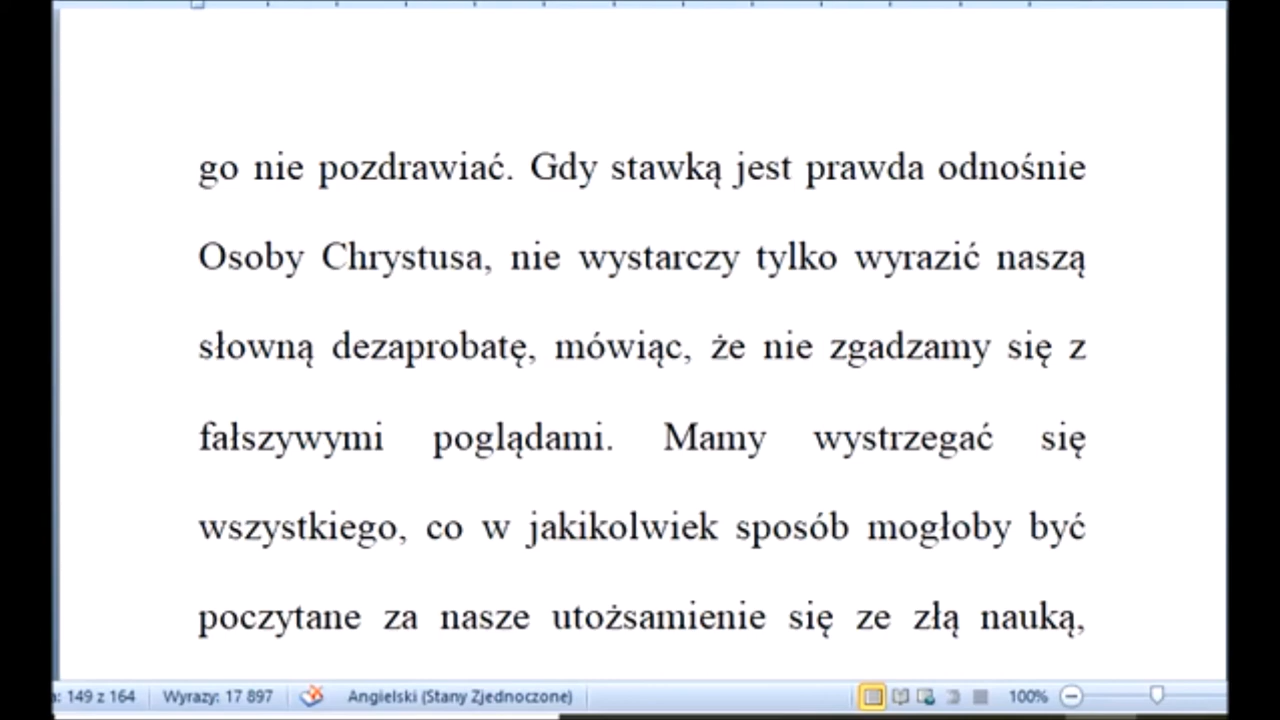 go nie pozdrawiać. Gdy stawką jest prawda odnośnie
Osoby Chrystusa, nie wystarczy tylko wyrazić naszą
słowną dezaprobatę, mówiąc, że nie zgadzamy się z
fałszywymi poglądami. Mamy wystrzegać się
wszystkiego, co w jakikolwiek sposób mogłoby być
poczytane za nasze utożsamienie się ze złą nauką,
: 149 z 164 Wyrazy: 17 897 Angielski (Stany Zjednoczone) 100%